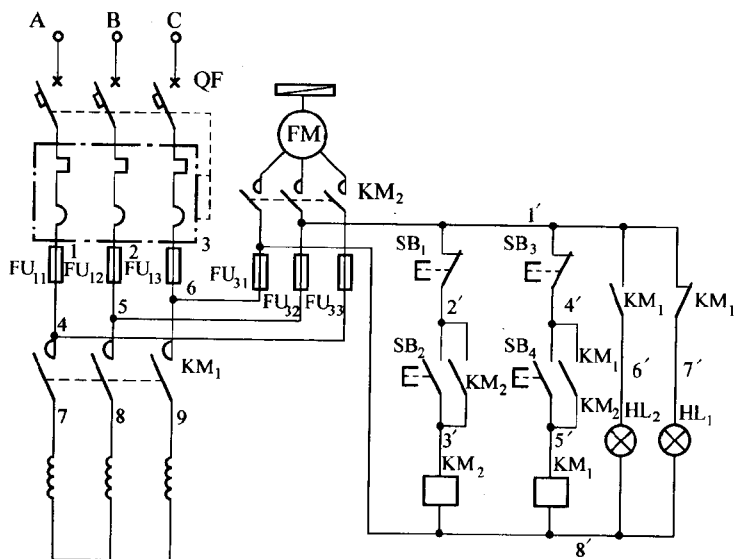 A B C
QF
FM
KM₂
1 2 3
FU₁₁ FU₁₂ FU₁₃
6
FU₃₁ FU₃₂ FU₃₃
5
4
KM₁
7 8 9
1′
SB₁ SB₃
KM₁ KM₁
2′ 4′
SB₂ SB₄
KM₂ KM₁
KM₂
6′ 7′
HL₂ HL₁
3′ 5′
KM₂ KM₁
8′